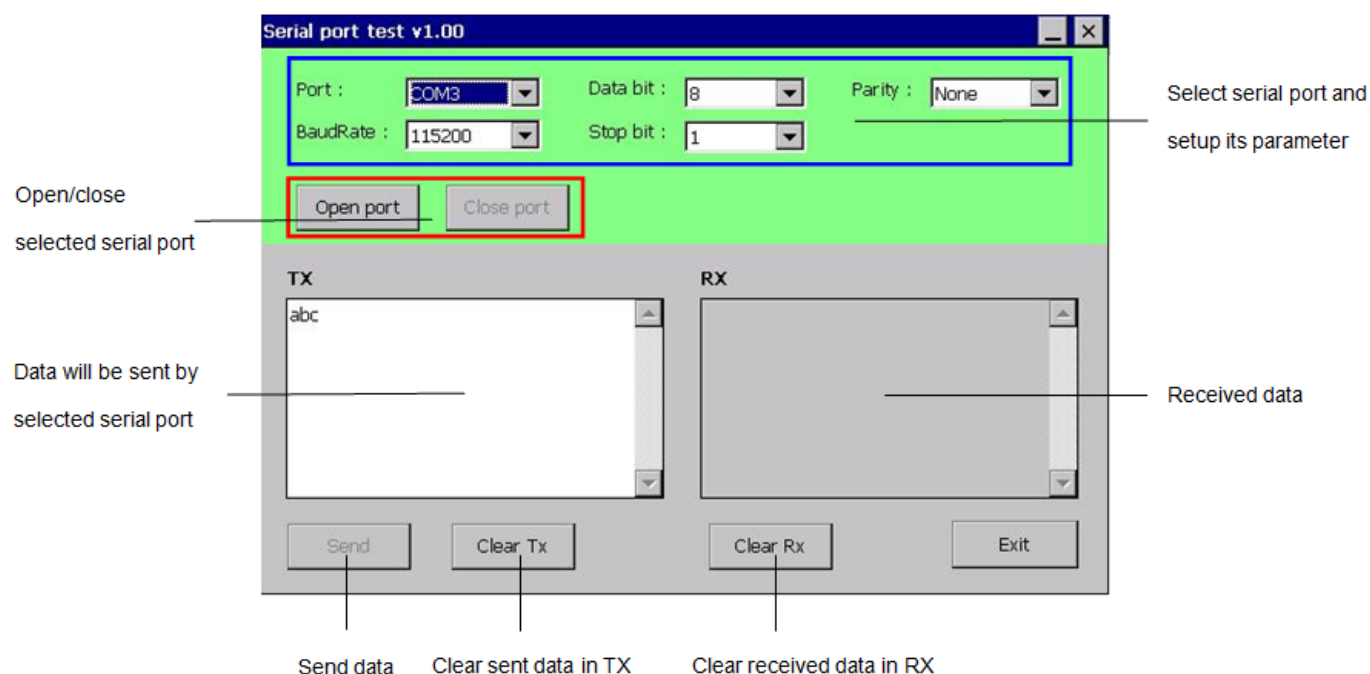 Serial port test v1.00
Port : COM3 Data bit : 8 Parity : None
Select serial port and
BaudRate : 115200 Stop bit : 1
setup its parameter
Open/close
Open port Close port
selected serial port
TX RX
abc
Data will be sent by
Received data
selected serial port
Send Clear Tx Clear Rx Exit
Send data Clear sent data in TX Clear received data in RX